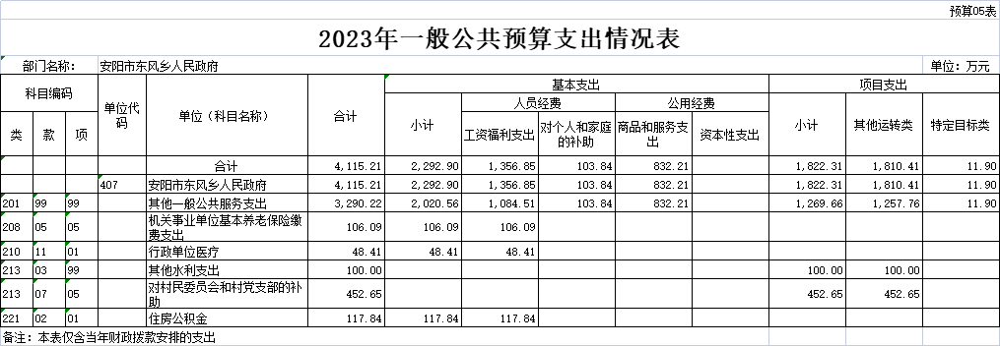 预算05表
2023年一般公共预算支出情况表
部门名称： 安阳市东风乡人民政府 单位：万元
科目编码 单位代码 单位（科目名称） 合计 基本支出 项目支出
小计 人员经费 公用经费 小计 其他运转类 特定目标类
类 款 项 工资福利支出 对个人和家庭的补助 商品和服务支出 资本性支出
合计 4,115.21 2,292.90 1,356.85 103.84 832.21 1,822.31 1,810.41 11.90
407 安阳市东风乡人民政府 4,115.21 2,292.90 1,356.85 103.84 832.21 1,822.31 1,810.41 11.90
201 99 99 其他一般公共服务支出 3,290.22 2,020.56 1,084.51 103.84 832.21 1,269.66 1,257.76 11.90
208 05 05 机关事业单位基本养老保险缴费支出 106.09 106.09 106.09
210 11 01 行政单位医疗 48.41 48.41 48.41
213 03 99 其他水利支出 100.00 100.00 100.00
213 07 05 对村民委员会和村党支部的补助 452.65 452.65 452.65
221 02 01 住房公积金 117.84 117.84 117.84
备注：本表仅含当年财政拨款安排的支出